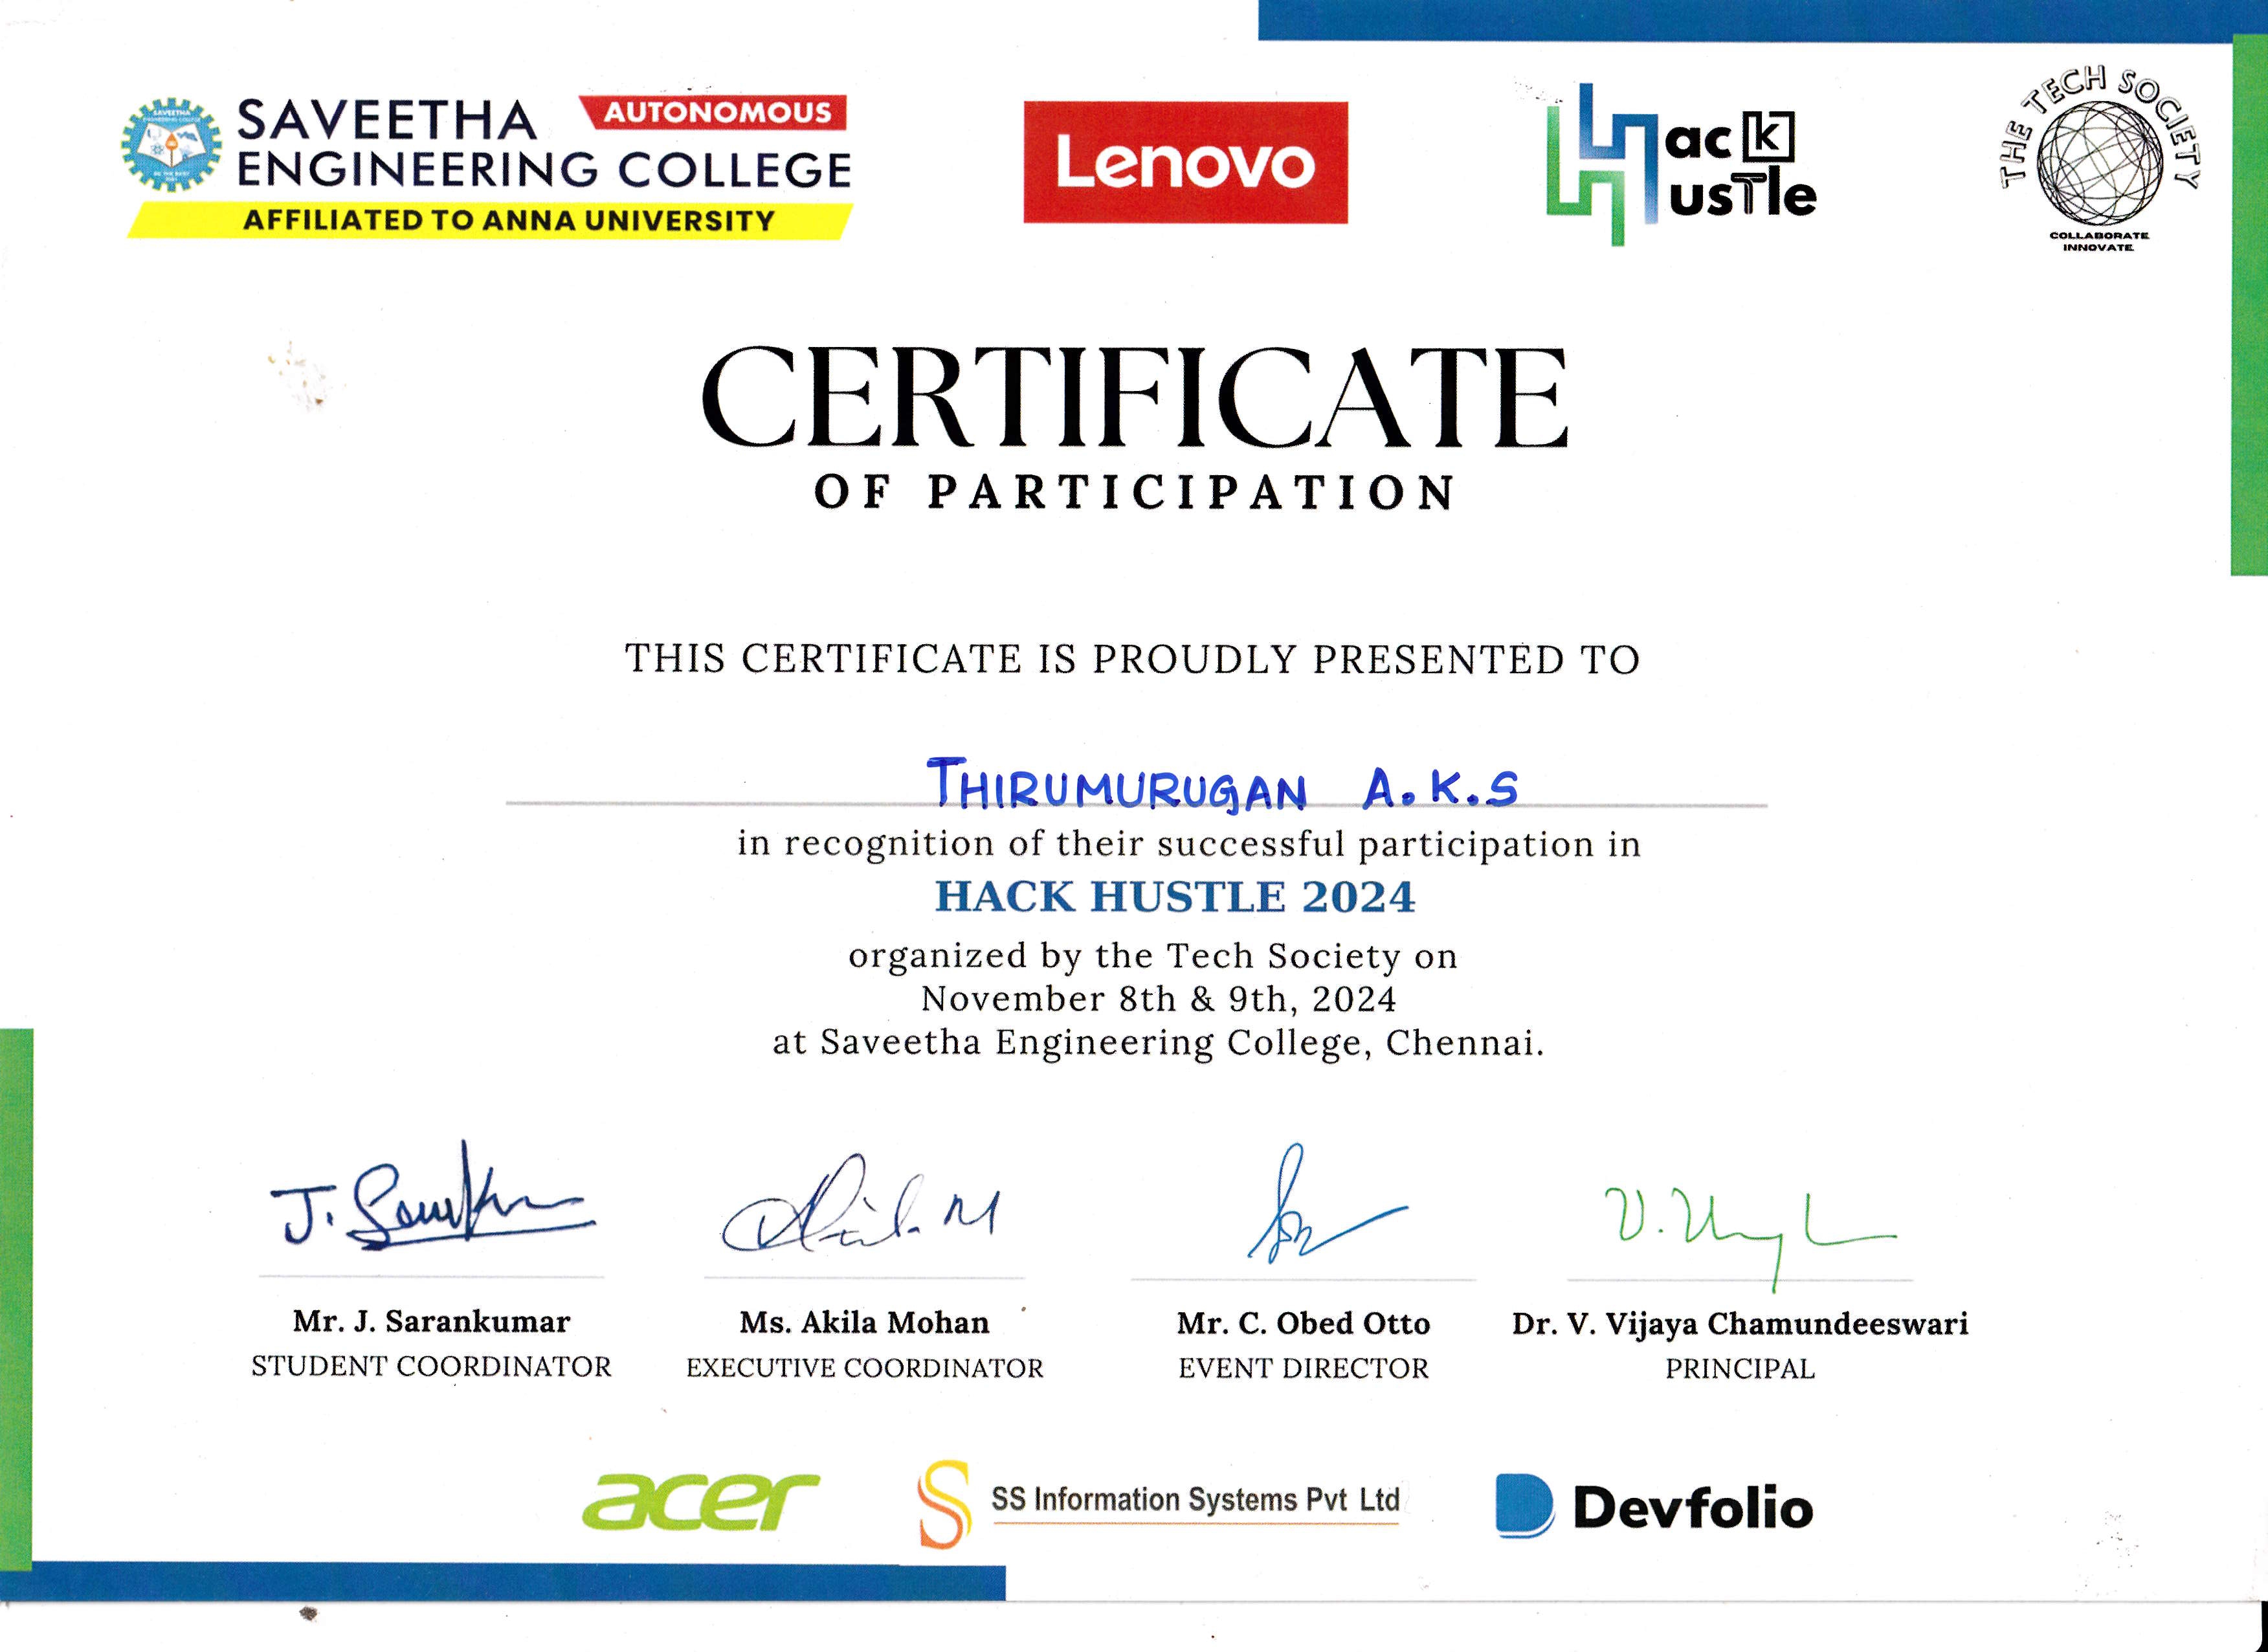 SAVEETHA AUTONOMOUS
ENGINEERING COLLEGE
AFFILIATED TO ANNA UNIVERSITY
Lenovo
Hack
HusTle
THE TECH SOCIETY
COLLABORATE
INNOVATE
CERTIFICATE
OF PARTICIPATION
THIS CERTIFICATE IS PROUDLY PRESENTED TO
THIRUMURUGAN A.K.S
in recognition of their successful participation in
HACK HUSTLE 2024
organized by the Tech Society on
November 8th & 9th, 2024
at Saveetha Engineering College, Chennai.
Mr. J. Sarankumar
STUDENT COORDINATOR
Ms. Akila Mohan
EXECUTIVE COORDINATOR
Mr. C. Obed Otto
EVENT DIRECTOR
Dr. V. Vijaya Chamundeeswari
PRINCIPAL
acer
SS Information Systems Pvt Ltd
Devfolio